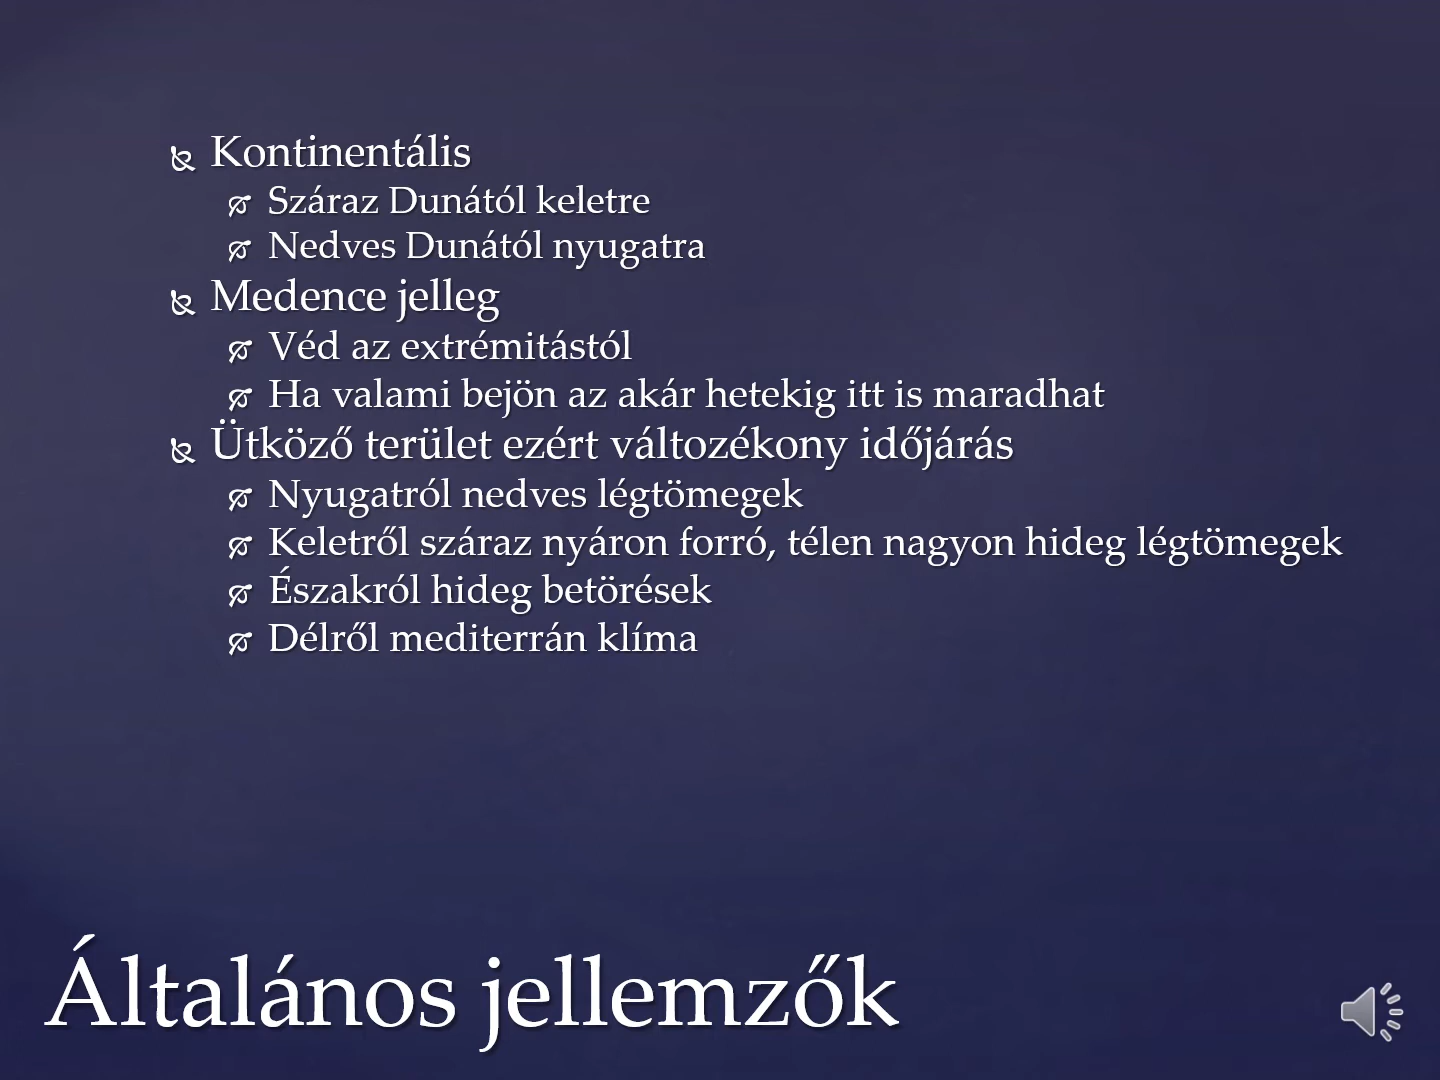 Kontinentális
Száraz Dunától keletre
Nedves Dunától nyugatra
Medence jelleg
Véd az extrémitástól
Ha valami bejön az akár hetekig itt is maradhat
Ütköző terület ezért változékony időjárás
Nyugatról nedves légtömegek
Keletről száraz nyáron forró, télen nagyon hideg légtömegek
Északról hideg betörések
Délről mediterrán klíma
Általános jellemzők